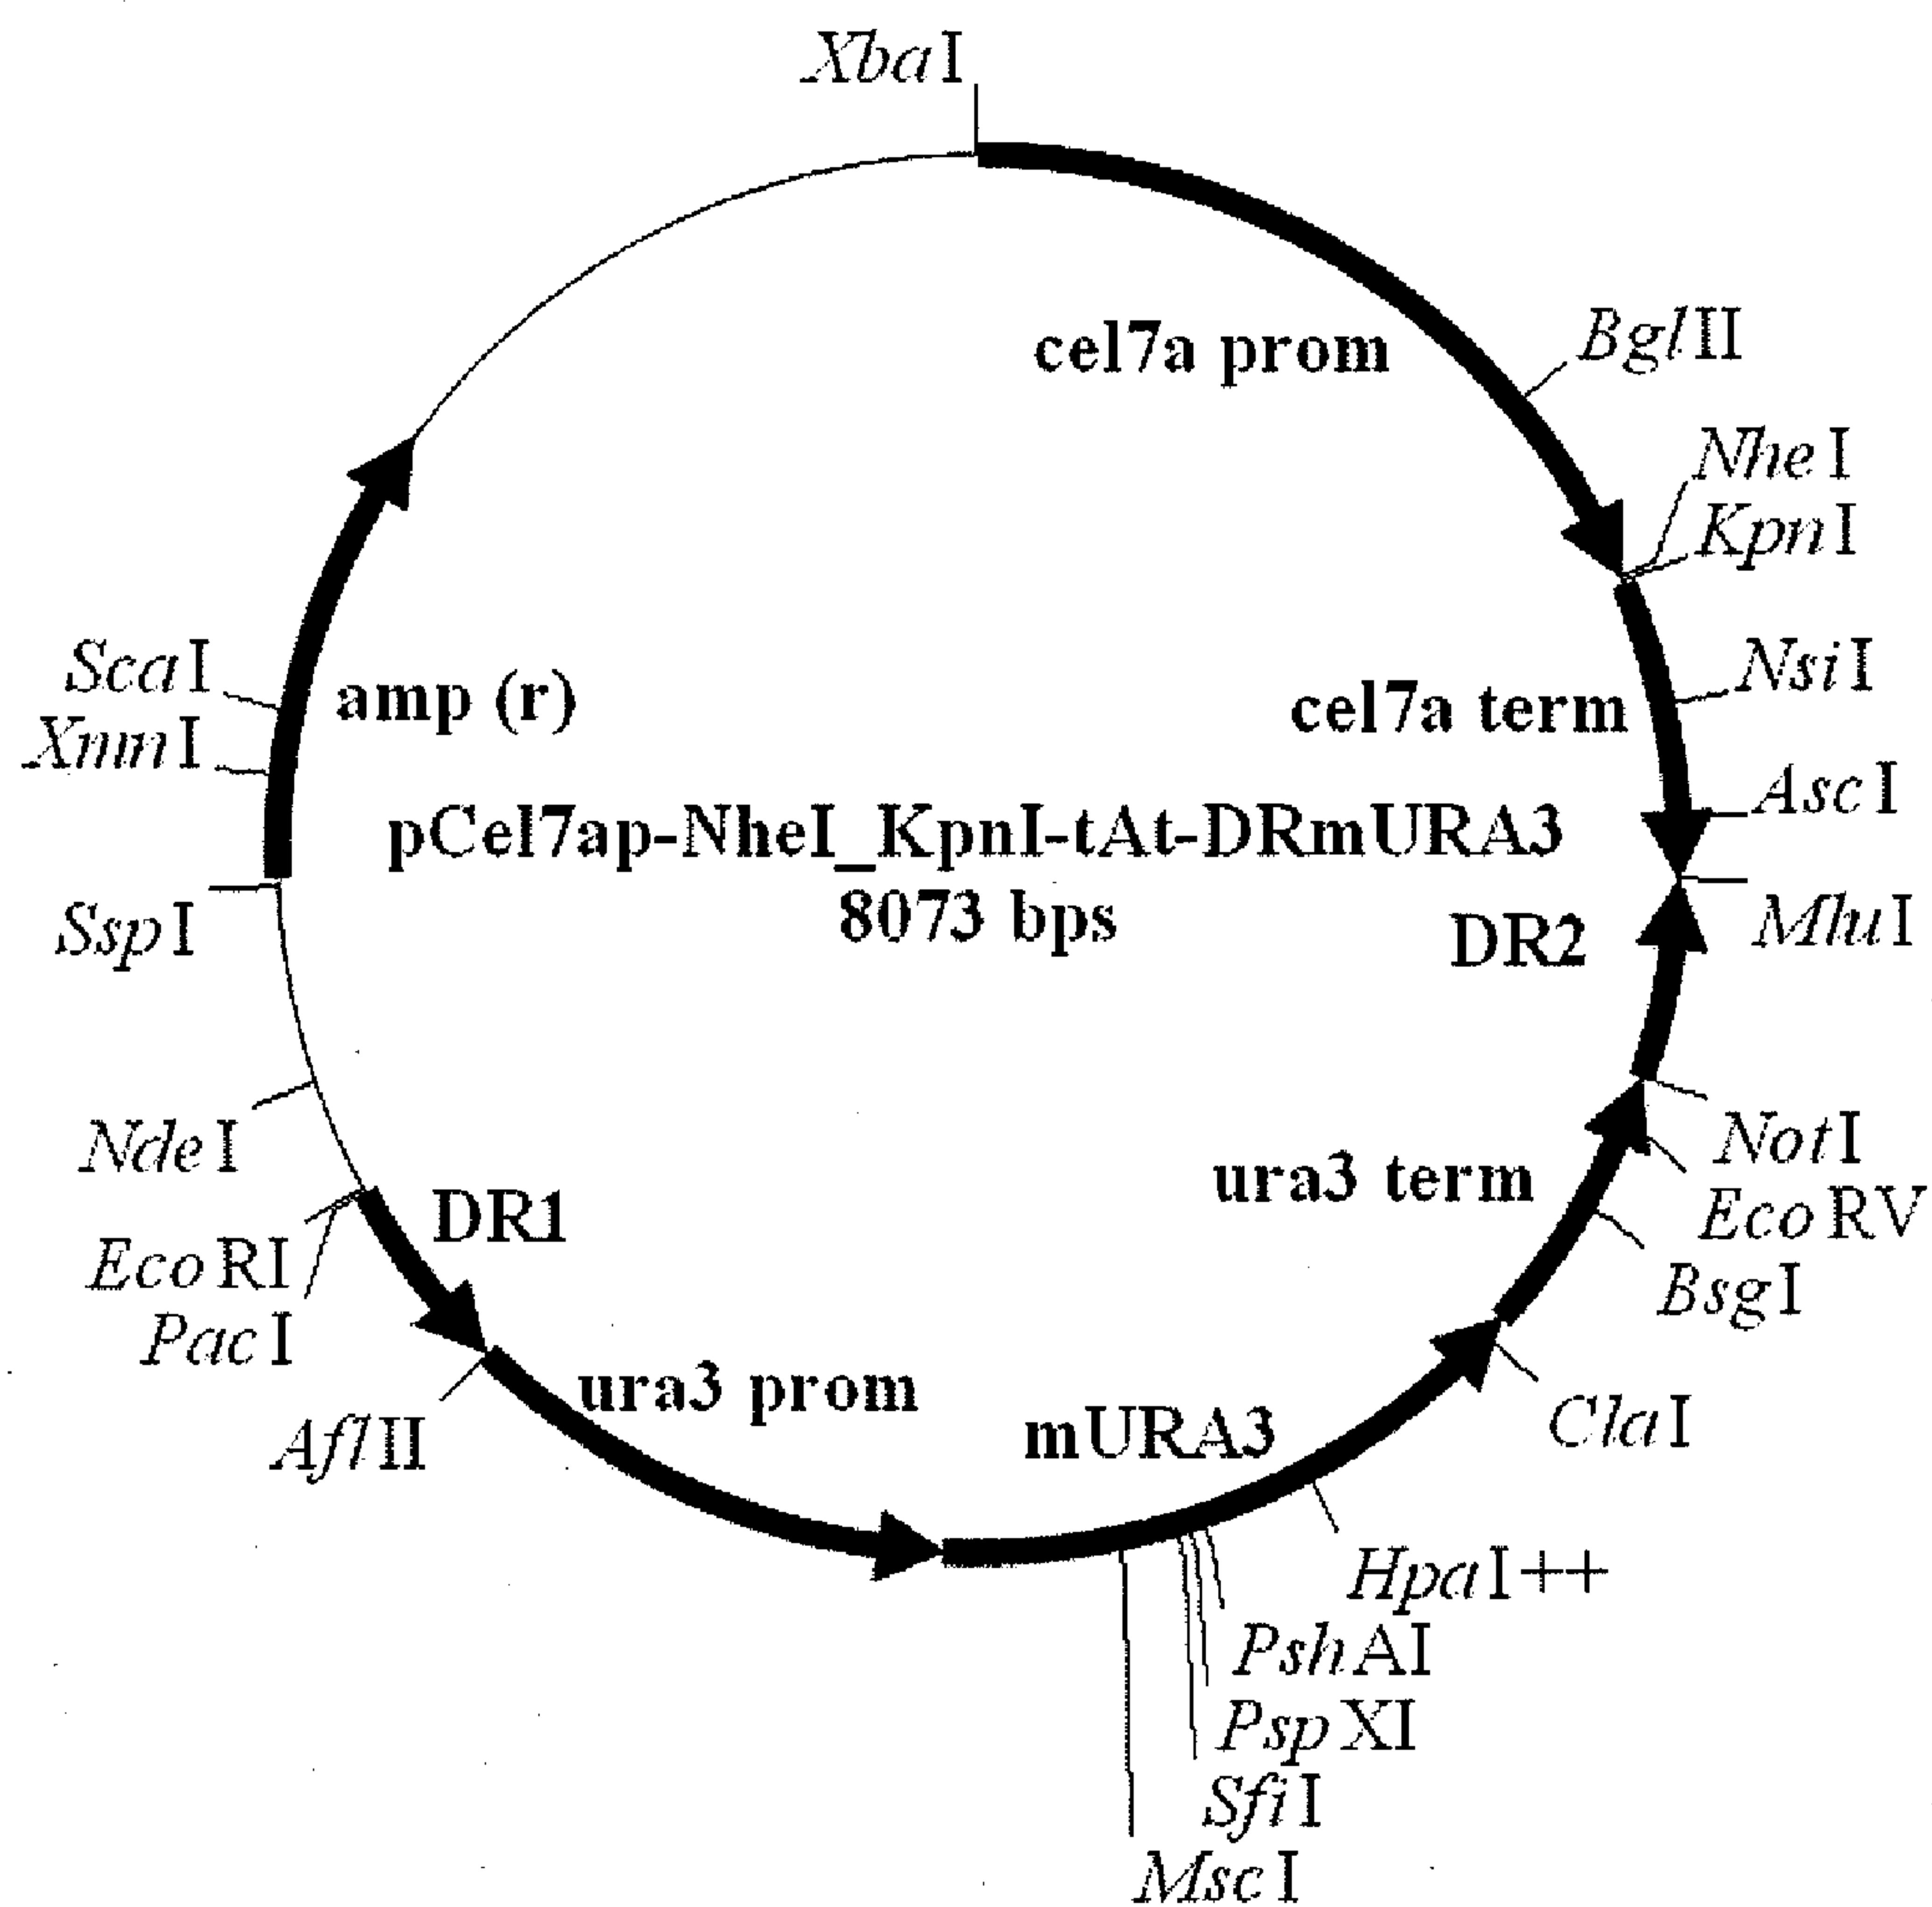 XbaI
cel7a prom
BglII
NheI
KpnI
ScaI
amp (r)
NsiI
XmnI
cel7a term
AscI
pCel7ap-NheI_KpnI-tAt-DRmURA3
8073 bps
SspI
DR2
MluI
NdeI
NotI
ura3 term
EcoRV
DR1
EcoRI
BsgI
PacI
ura3 prom
AflII
mURA3
ClaI
HpaI++
PshAI
PspXI
SfiI
MscI